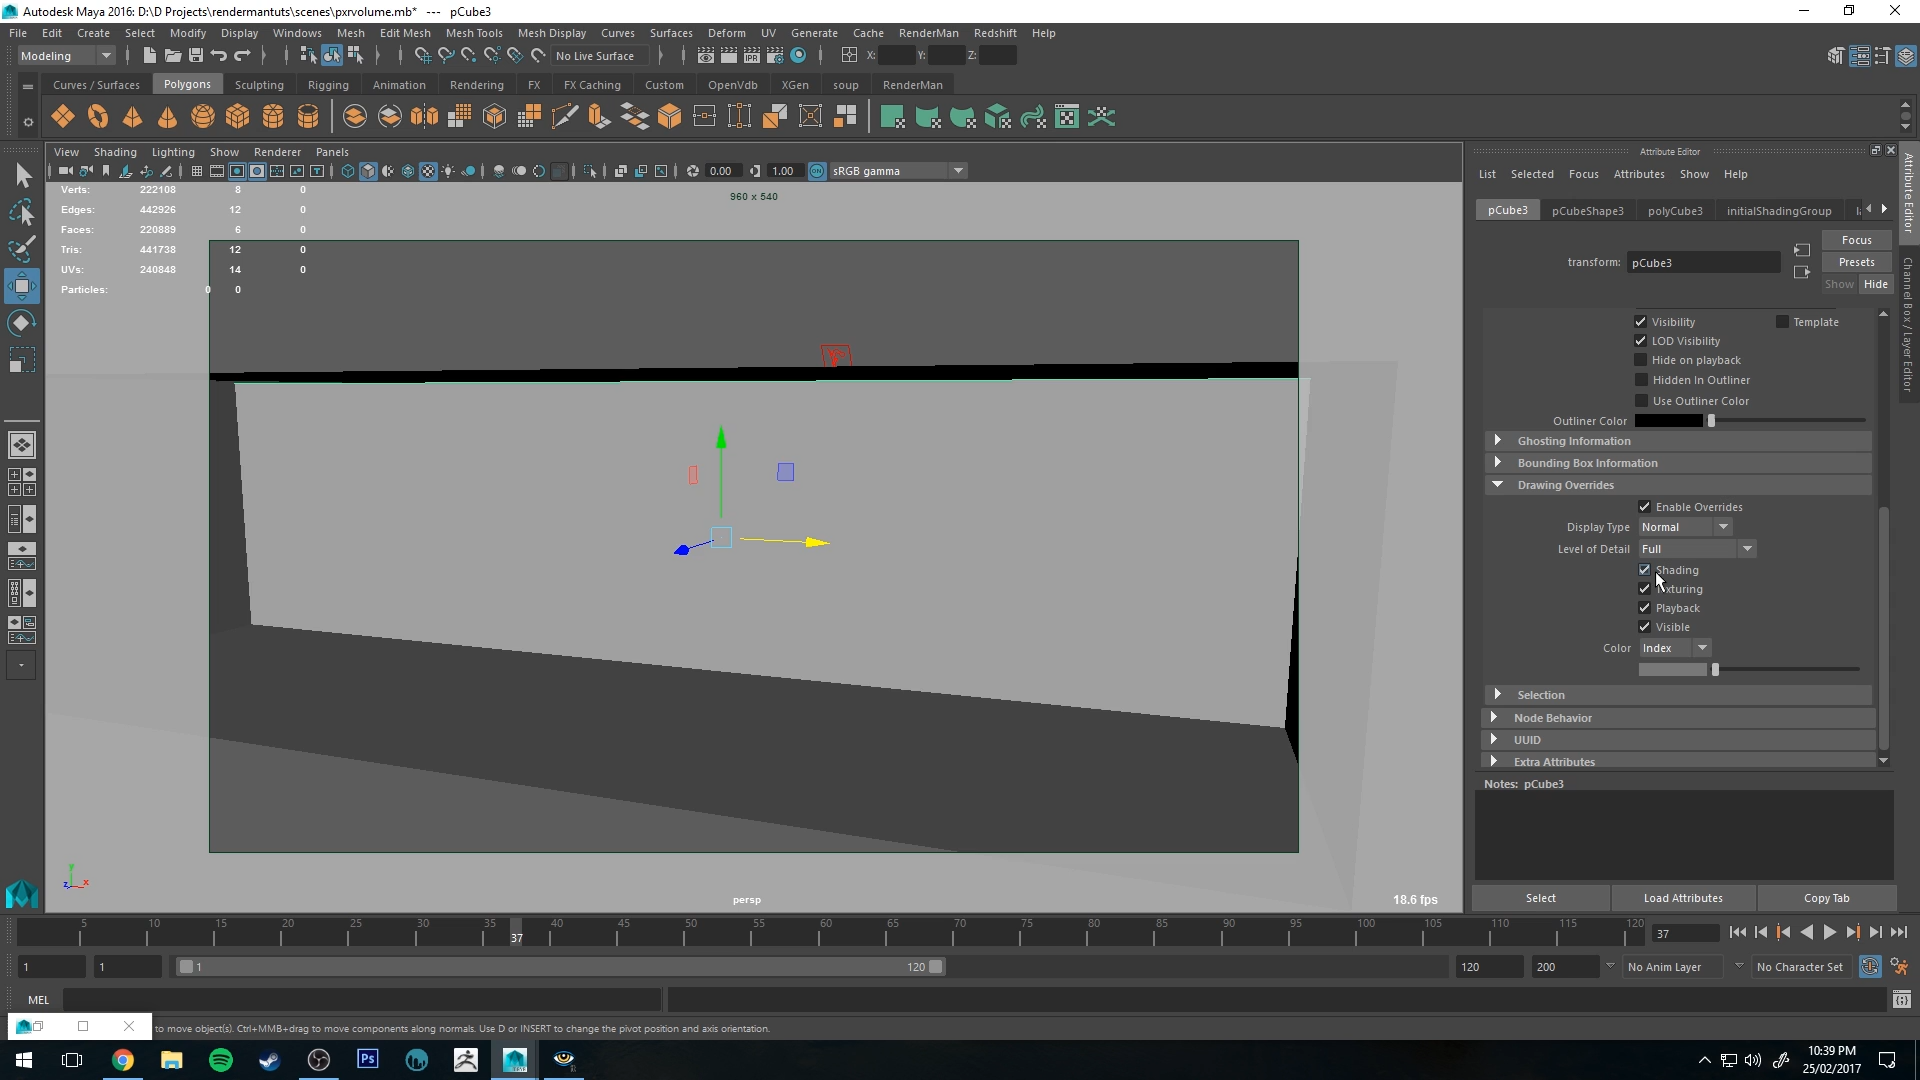 Autodesk Maya 2016: D:\D Projects\rendermantuts\scenes\pxrvolume.mb* --- pCube3
File Edit Create Select Modify Display Windows Mesh Edit Mesh Mesh Tools Mesh Display Curves Surfaces Deform UV Generate Cache RenderMan Redshift Help
Modeling No Live Surface X: Y: Z:
Curves / Surfaces Polygons Sculpting Rigging Animation Rendering FX FX Caching Custom OpenVdb XGen soup RenderMan
View Shading Lighting Show Renderer Panels
0.00 1.00 ON sRGB gamma
Verts: 222108 8 0
Edges: 442926 12 0
Faces: 220889 6 0
Tris: 441738 12 0
UVs: 240848 14 0
Particles: 0 0
960 x 540
y
z x
persp
18.6 fps
Attribute Editor
List Selected Focus Attributes Show Help
pCube3 pCubeShape3 polyCube3 initialShadingGroup
Focus
transform: pCube3
Presets
Show Hide
Visibility Template
LOD Visibility
Hide on playback
Hidden In Outliner
Use Outliner Color
Outliner Color
Ghosting Information
Bounding Box Information
Drawing Overrides
Enable Overrides
Display Type Normal
Level of Detail Full
Shading
xturing
Playback
Visible
Color Index
Selection
Node Behavior
UUID
Extra Attributes
Notes: pCube3
Select Load Attributes Copy Tab
Attribute Editor
Channel Box / Layer Editor
5 10 15 20 25 30 35 40 45 50 55 60 65 70 75 80 85 90 95 100 105 110 115 120
37 37
1 1 1 120 120 200 No Anim Layer No Character Set
MEL
to move object(s). Ctrl+MMB+drag to move components along normals. Use D or INSERT to change the pivot position and axis orientation.
Ps
10:39 PM
25/02/2017